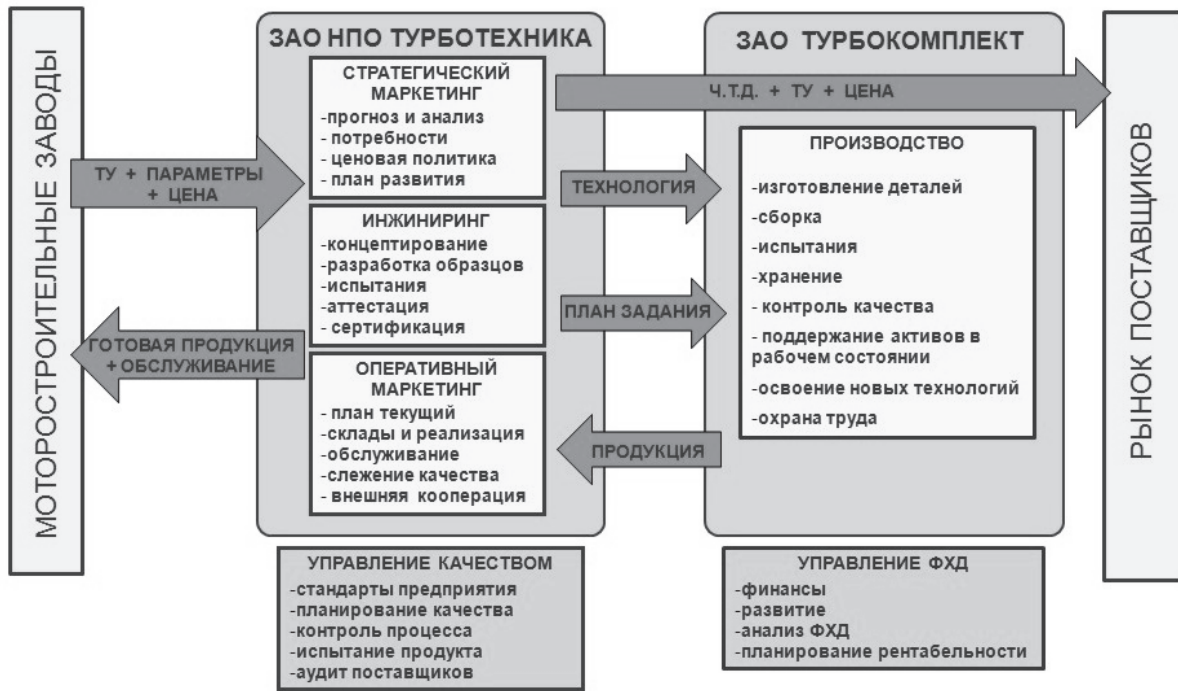 МОТОРОСТРОИТЕЛЬНЫЕ ЗАВОДЫ
ТУ + ПАРАМЕТРЫ
+ ЦЕНА
ГОТОВАЯ ПРОДУКЦИЯ
+ ОБСЛУЖИВАНИЕ
ЗАО НПО ТУРБОТЕХНИКА
СТРАТЕГИЧЕСКИЙ
МАРКЕТИНГ
-прогноз и анализ
- потребности
- ценовая политика
- план развития
ИНЖИНИРИНГ
-концептирование
-разработка образцов
-испытания
-аттестация
- сертификация
ОПЕРАТИВНЫЙ
МАРКЕТИНГ
- план текущий
-склады и реализация
-обслуживание
-слежение качества
- внешняя кооперация
Ч.Т.Д. + ТУ + ЦЕНА
ТЕХНОЛОГИЯ
ПЛАН ЗАДАНИЯ
ПРОДУКЦИЯ
ЗАО ТУРБОКОМПЛЕКТ
ПРОИЗВОДСТВО
-изготовление деталей
-сборка
-испытания
-хранение
- контроль качества
- поддержание активов в
рабочем состоянии
-освоение новых технологий
-охрана труда
РЫНОК ПОСТАВЩИКОВ
УПРАВЛЕНИЕ КАЧЕСТВОМ
-стандарты предприятия
-планирование качества
-контроль процесса
-испытание продукта
-аудит поставщиков
УПРАВЛЕНИЕ ФХД
-финансы
-развитие
-анализ ФХД
-планирование рентабельности